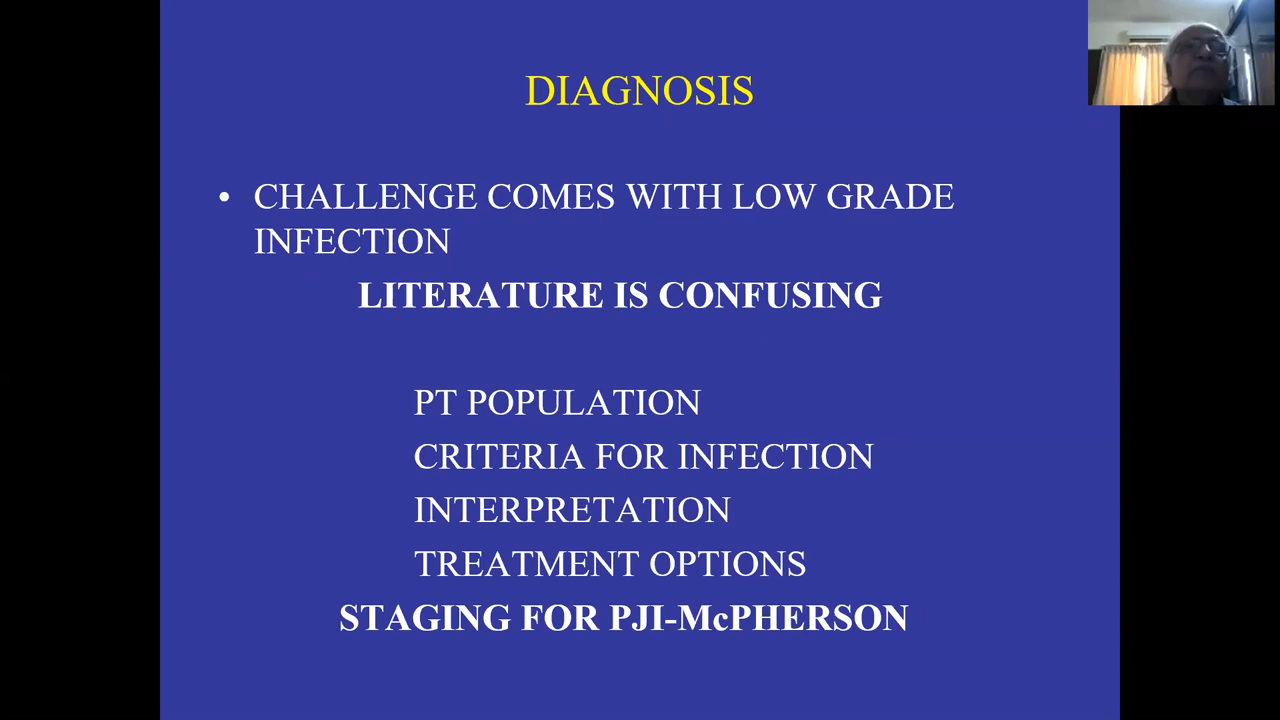 DIAGNOSIS
• CHALLENGE COMES WITH LOW GRADE
INFECTION
LITERATURE IS CONFUSING
PT POPULATION
CRITERIA FOR INFECTION
INTERPRETATION
TREATMENT OPTIONS
STAGING FOR PJI-McPHERSON